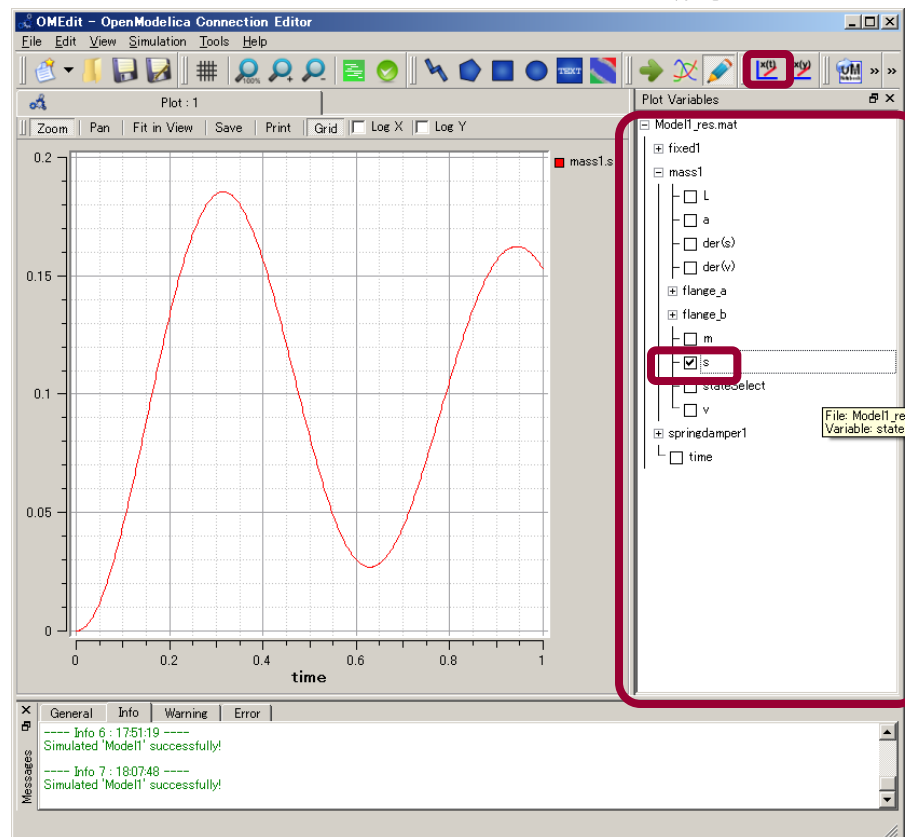 OMEdit - OpenModelica Connection Editor
File Edit View Simulation Tools Help
100% TEXT x(t) x(y) OM » »
Plot : 1
Plot Variables
Zoom Pan Fit in View Save Print Grid Log X Log Y
Model1_res.mat
fixed1
mass1
L
a
der(s)
der(v)
flange_a
flange_b
m
s
stateSelect
v
springdamper1
time
File: Model1_re
Variable: state
mass1.s
0.2
0.15
0.1
0.05
0
0 0.2 0.4 0.6 0.8 1
time
Messages
General Info Warning Error
---- Info 6 : 17:51:19 ----
Simulated 'Model1' successfully!
---- Info 7 : 18:07:48 ----
Simulated 'Model1' successfully!